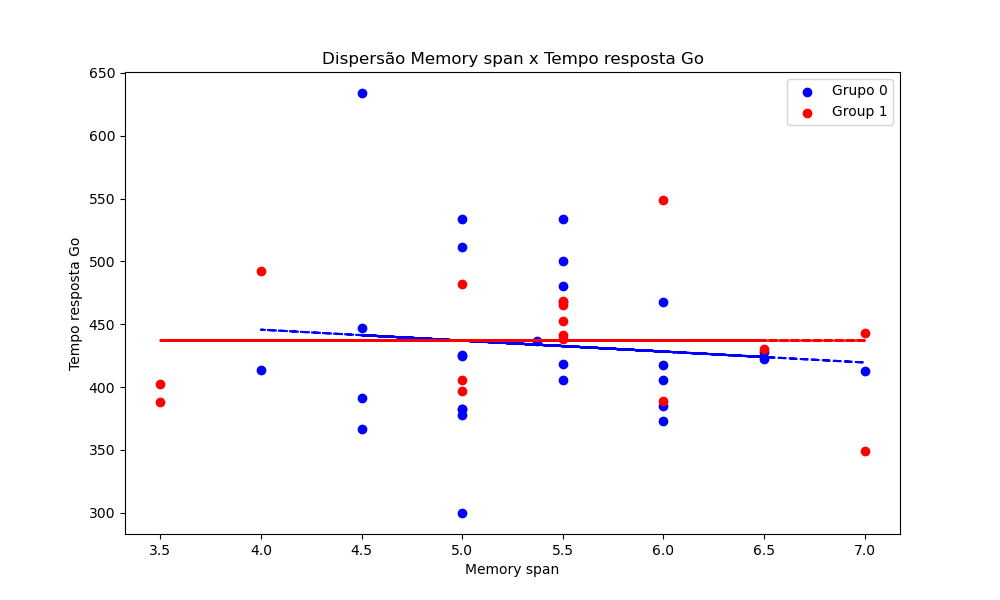 Dispersão Memory span x Tempo resposta Go
Grupo 0
Group 1
650
600
550
500
450
400
350
300
Tempo resposta Go
3.5 4.0 4.5 5.0 5.5 6.0 6.5 7.0
Memory span